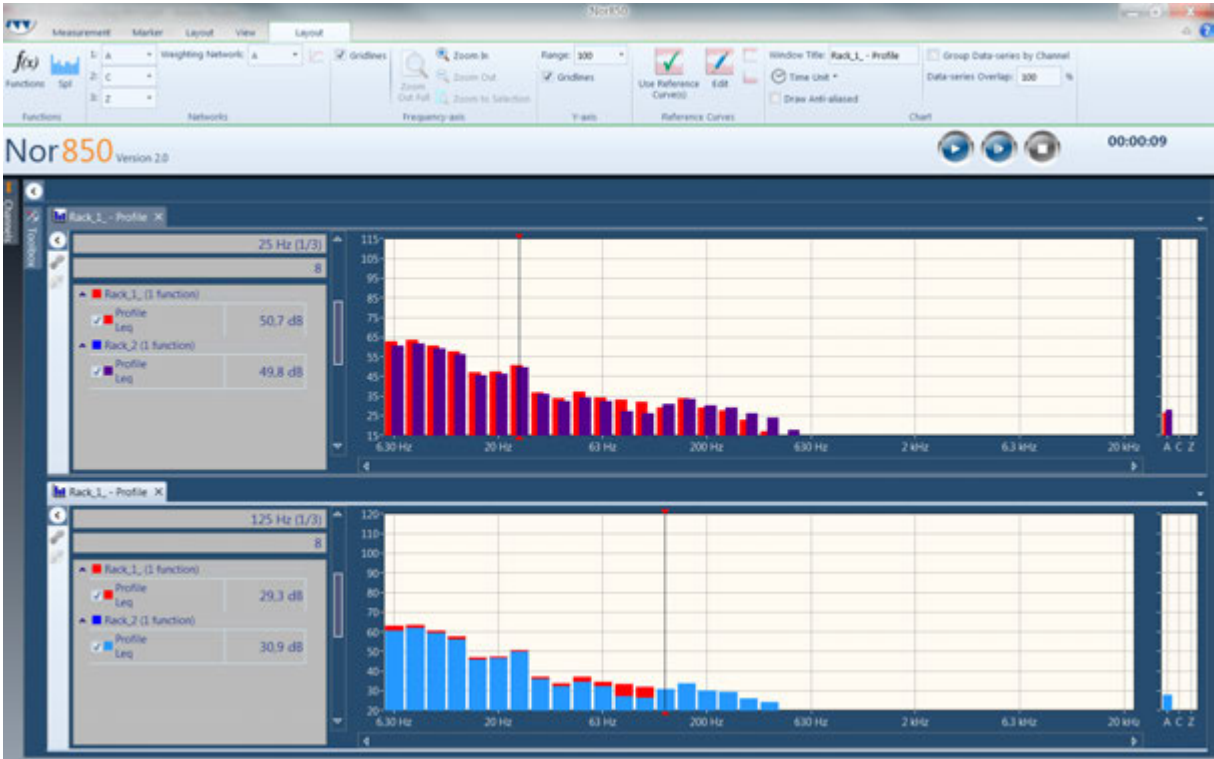 Nor850
Measurement Marker Layout View Layout
f(x) 1: A Weighting Network: A Gridlines Zoom In Range: 100 Window Title: Rack_1_ - Profile Group Data-series by Channel
Functions Spl 2: C Zoom Out Gridlines Use Reference Curve(s) Edit Time Unit Data-series Overlap: 100 %
3: Z Zoom Out Full Zoom to Selection Draw Anti-aliased
Functions Networks Frequency-axis Y-axis Reference Curves Chart
Nor850 Version 2.0 00:00:09
Channels
Toolbox
Rack_1_ - Profile
25 Hz (1/3)
8
Rack_1_ (1 function)
Profile
Leq 50,7 dB
Rack_2 (1 function)
Profile
Leq 49,8 dB
115
105
95
85
75
65
55
45
35
25
15
6.30 Hz 20 Hz 63 Hz 200 Hz 630 Hz 2 kHz 6.3 kHz 20 kHz A C Z
Rack_1_ - Profile
125 Hz (1/3)
8
Rack_1_ (1 function)
Profile
Leq 29,3 dB
Rack_2 (1 function)
Profile
Leq 30,9 dB
120
110
100
90
80
70
60
50
40
30
20
6.30 Hz 20 Hz 63 Hz 200 Hz 630 Hz 2 kHz 6.3 kHz 20 kHz A C Z